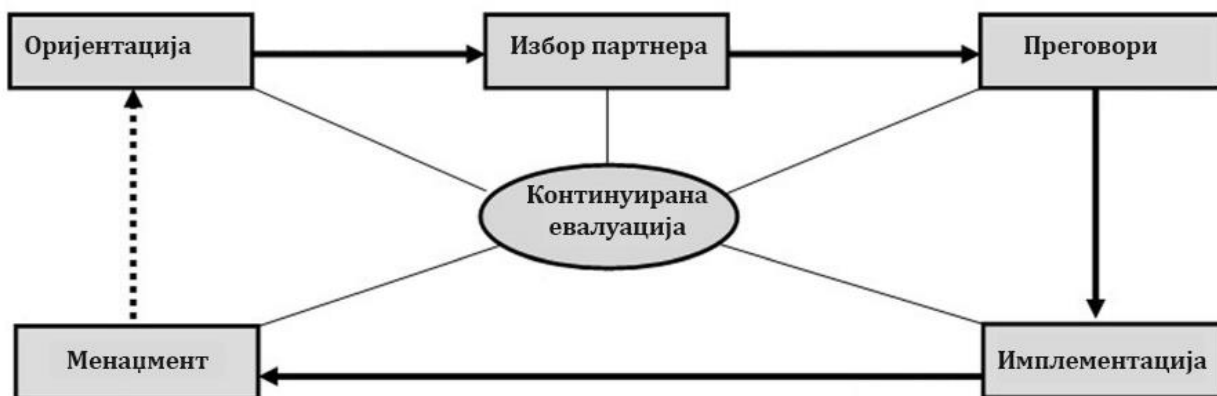 Оријентација
Избор партнера
Преговори
Континуирана
евалуација
Менаџмент
Имплементација